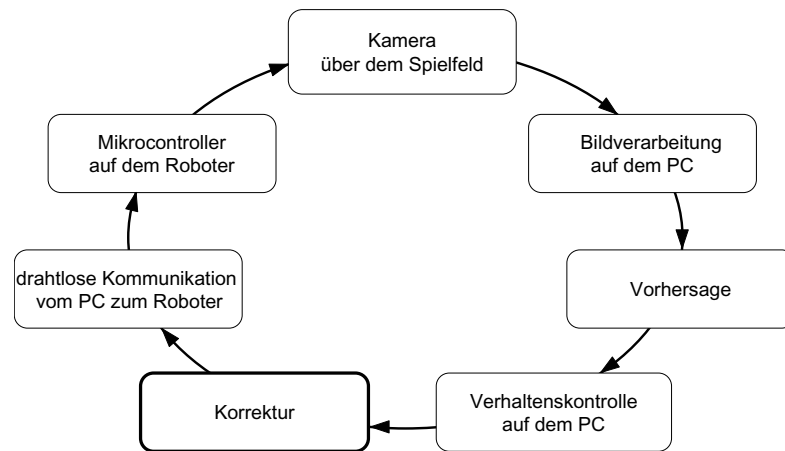 Kamera
über dem Spielfeld
Bildverarbeitung
auf dem PC
Vorhersage
Verhaltenskontrolle
auf dem PC
Korrektur
drahtlose Kommunikation
vom PC zum Roboter
Mikrocontroller
auf dem Roboter